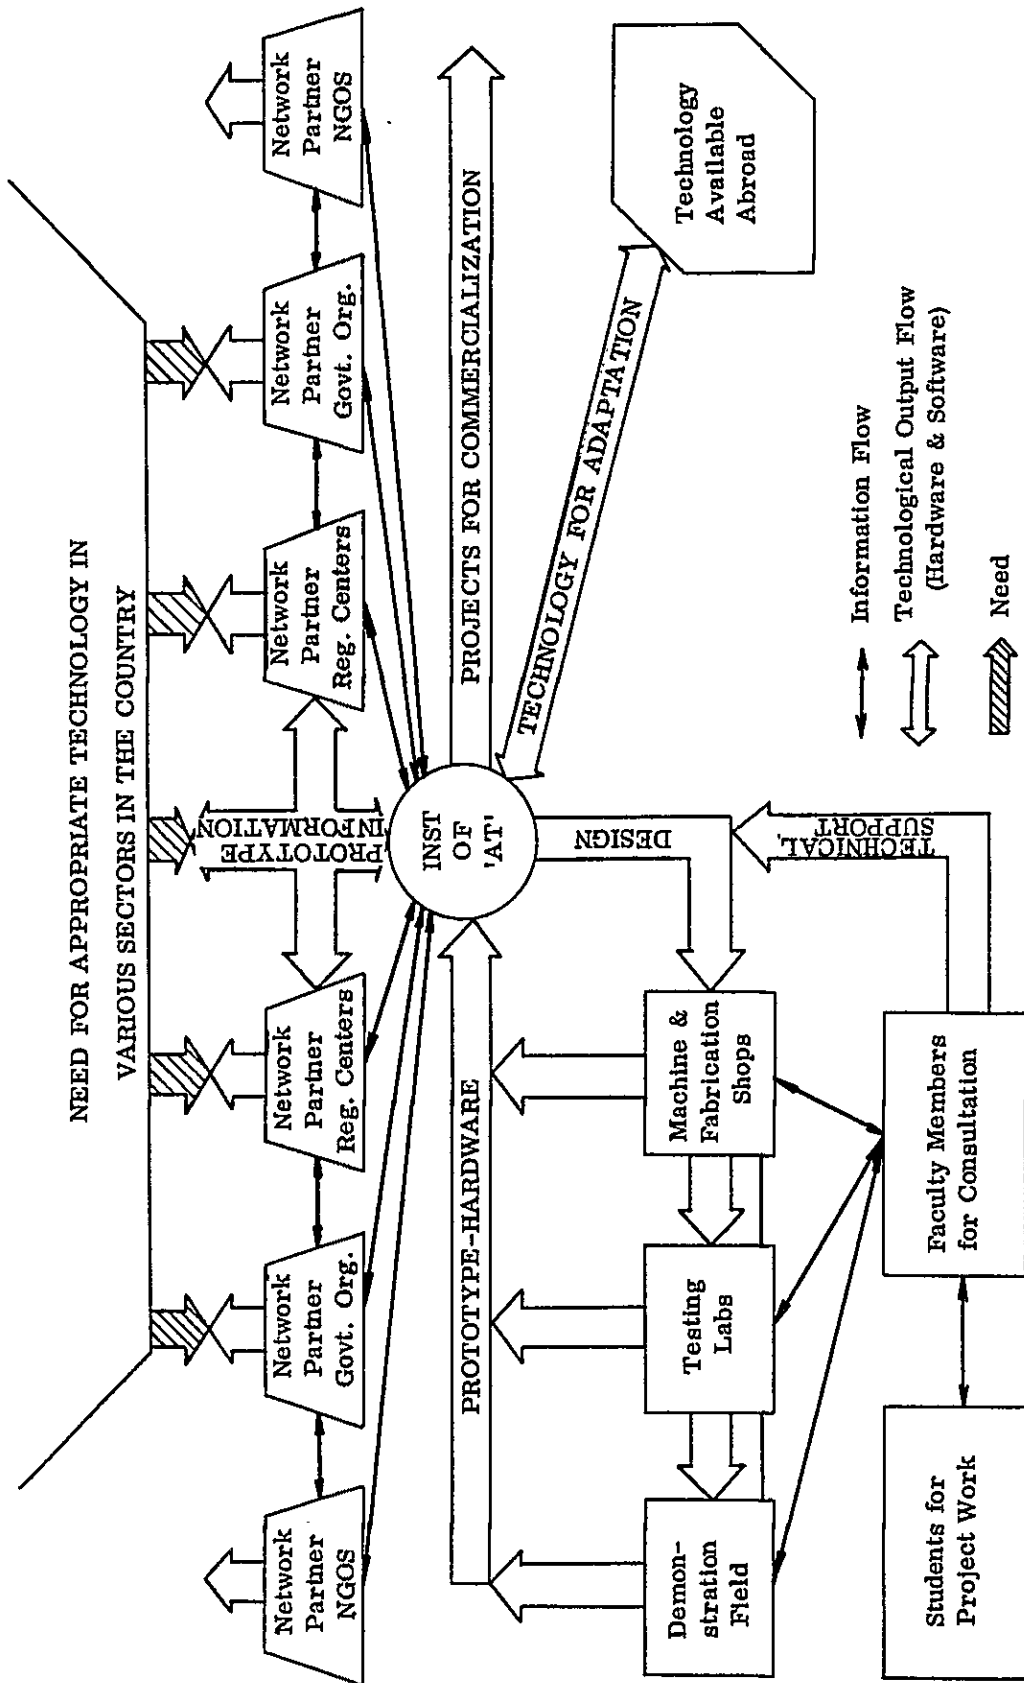 NEED FOR APPROPRIATE TECHNOLOGY IN
VARIOUS SECTORS IN THE COUNTRY
Network
Partner
NGOS
Network
Partner
Govt. Org.
Network
Partner
Reg. Centers
PROTOTYPE
INFORMATION
Network
Partner
Reg. Centers
Network
Partner
Govt. Org.
Network
Partner
NGOS
PROTOTYPE-HARDWARE
INST
OF
'AT'
PROJECTS FOR COMMERCIALIZATION
TECHNOLOGY FOR ADAPTATION
Technology
Available
Abroad
DESIGN
Demon-
stration
Field
Testing
Labs
Machine &
Fabrication
Shops
TECHNICAL
SUPPORT
Students for
Project Work
Faculty Members
for Consultation
Information Flow
Technological Output Flow
(Hardware & Software)
Need